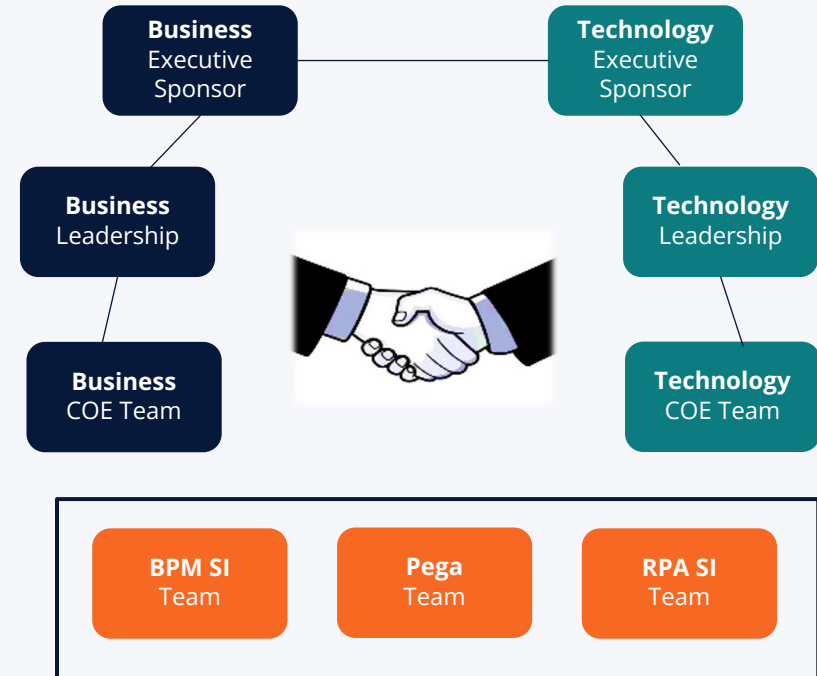 Business
Executive
Sponsor
Technology
Executive
Sponsor
Business
Leadership
Technology
Leadership
Business
COE Team
Technology
COE Team
BPM SI
Team
Pega
Team
RPA SI
Team